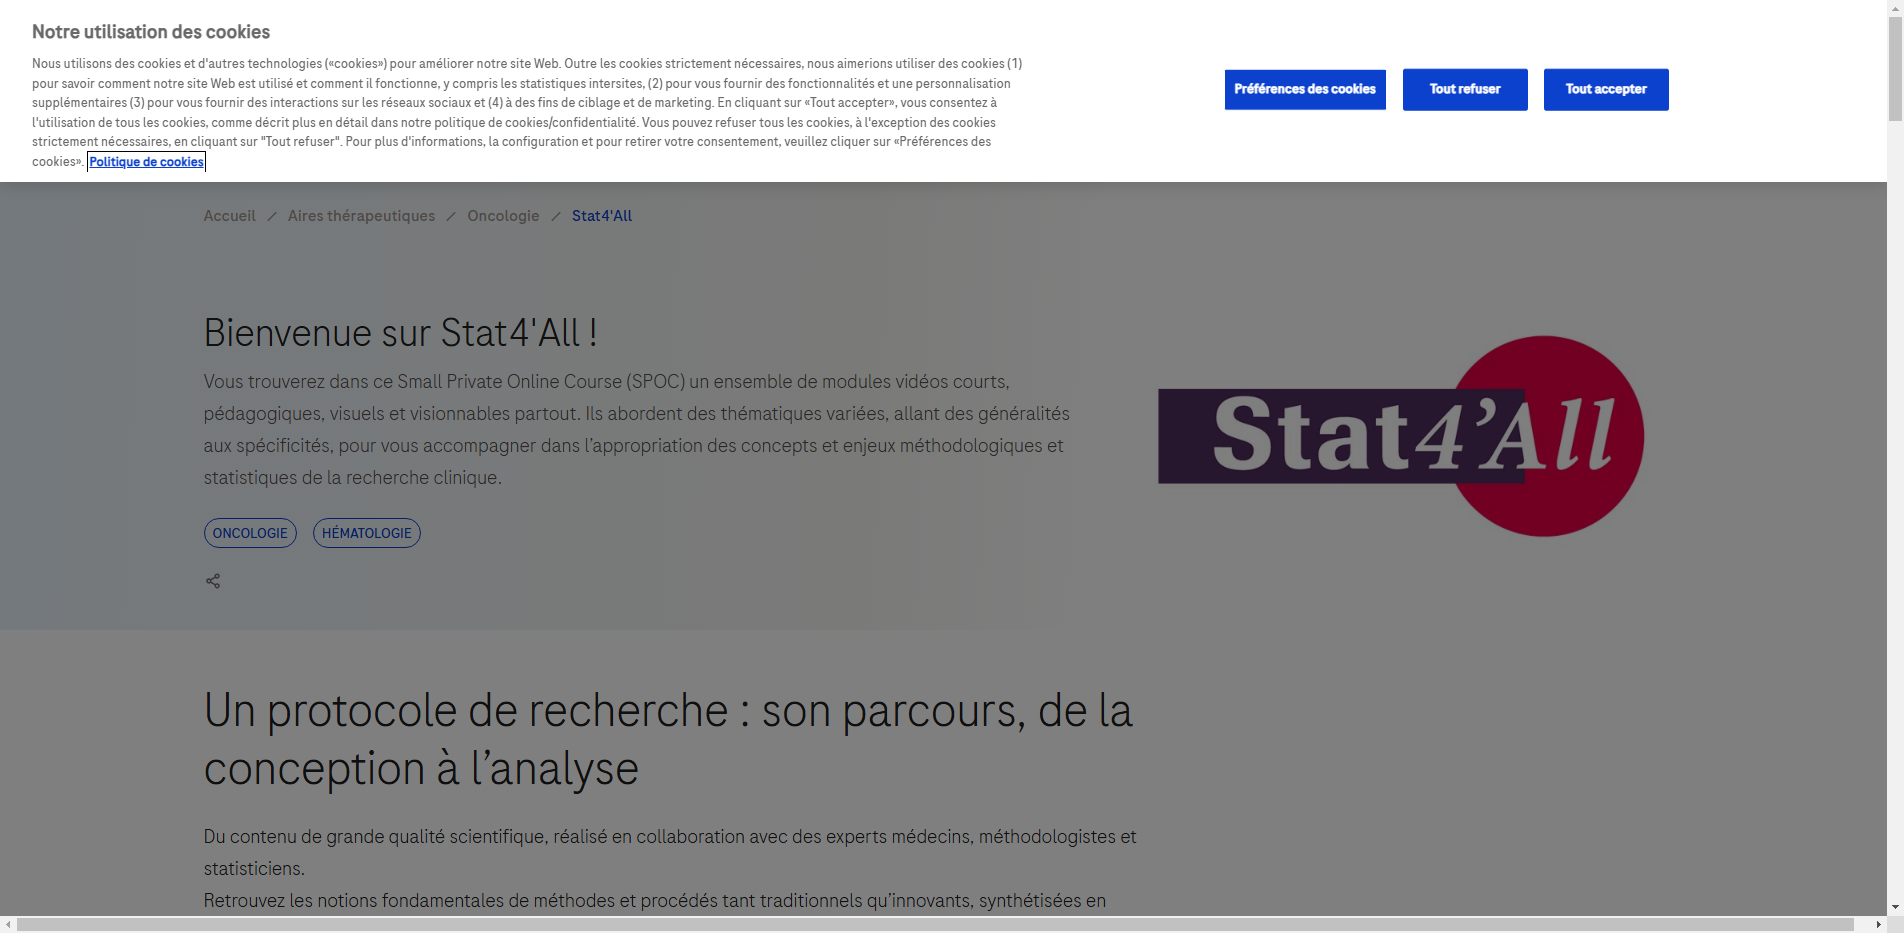 Notre utilisation des cookies
Nous utilisons des cookies et d'autres technologies («cookies») pour améliorer notre site Web. Outre les cookies strictement nécessaires, nous aimerions utiliser des cookies (1)
pour savoir comment notre site Web est utilisé et comment il fonctionne, y compris les statistiques intersites, (2) pour vous fournir des fonctionnalités et une personnalisation
supplémentaires (3) pour vous fournir des interactions sur les réseaux sociaux et (4) à des fins de ciblage et de marketing. En cliquant sur «Tout accepter», vous consentez à
l'utilisation de tous les cookies, comme décrit plus en détail dans notre politique de cookies/confidentialité. Vous pouvez refuser tous les cookies, à l'exception des cookies
strictement nécessaires, en cliquant sur "Tout refuser". Pour plus d'informations, la configuration et pour retirer votre consentement, veuillez cliquer sur «Préférences des
cookies». Politique de cookies
Préférences des cookies
Tout refuser
Tout accepter
Accueil / Aires thérapeutiques / Oncologie / Stat4'All
Bienvenue sur Stat4'All !
Vous trouverez dans ce Small Private Online Course (SPOC) un ensemble de modules vidéos courts,
pédagogiques, visuels et visionnables partout. Ils abordent des thématiques variées, allant des généralités
aux spécificités, pour vous accompagner dans l’appropriation des concepts et enjeux méthodologiques et
statistiques de la recherche clinique.
ONCOLOGIE
HÉMATOLOGIE
Stat4’All
Un protocole de recherche : son parcours, de la
conception à l’analyse
Du contenu de grande qualité scientifique, réalisé en collaboration avec des experts médecins, méthodologistes et
statisticiens.
Retrouvez les notions fondamentales de méthodes et procédés tant traditionnels qu’innovants, synthétisées en